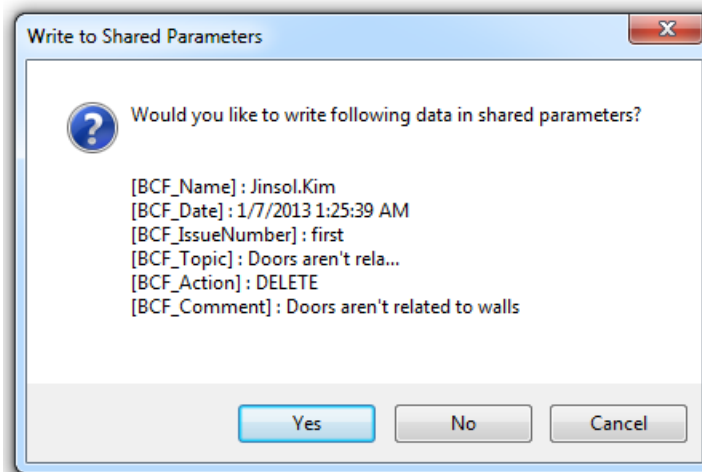 Write to Shared Parameters
Would you like to write following data in shared parameters?
[BCF_Name] : Jinsol.Kim
[BCF_Date] : 1/7/2013 1:25:39 AM
[BCF_IssueNumber] : first
[BCF_Topic] : Doors aren't rela...
[BCF_Action] : DELETE
[BCF_Comment] : Doors aren't related to walls
Yes No Cancel